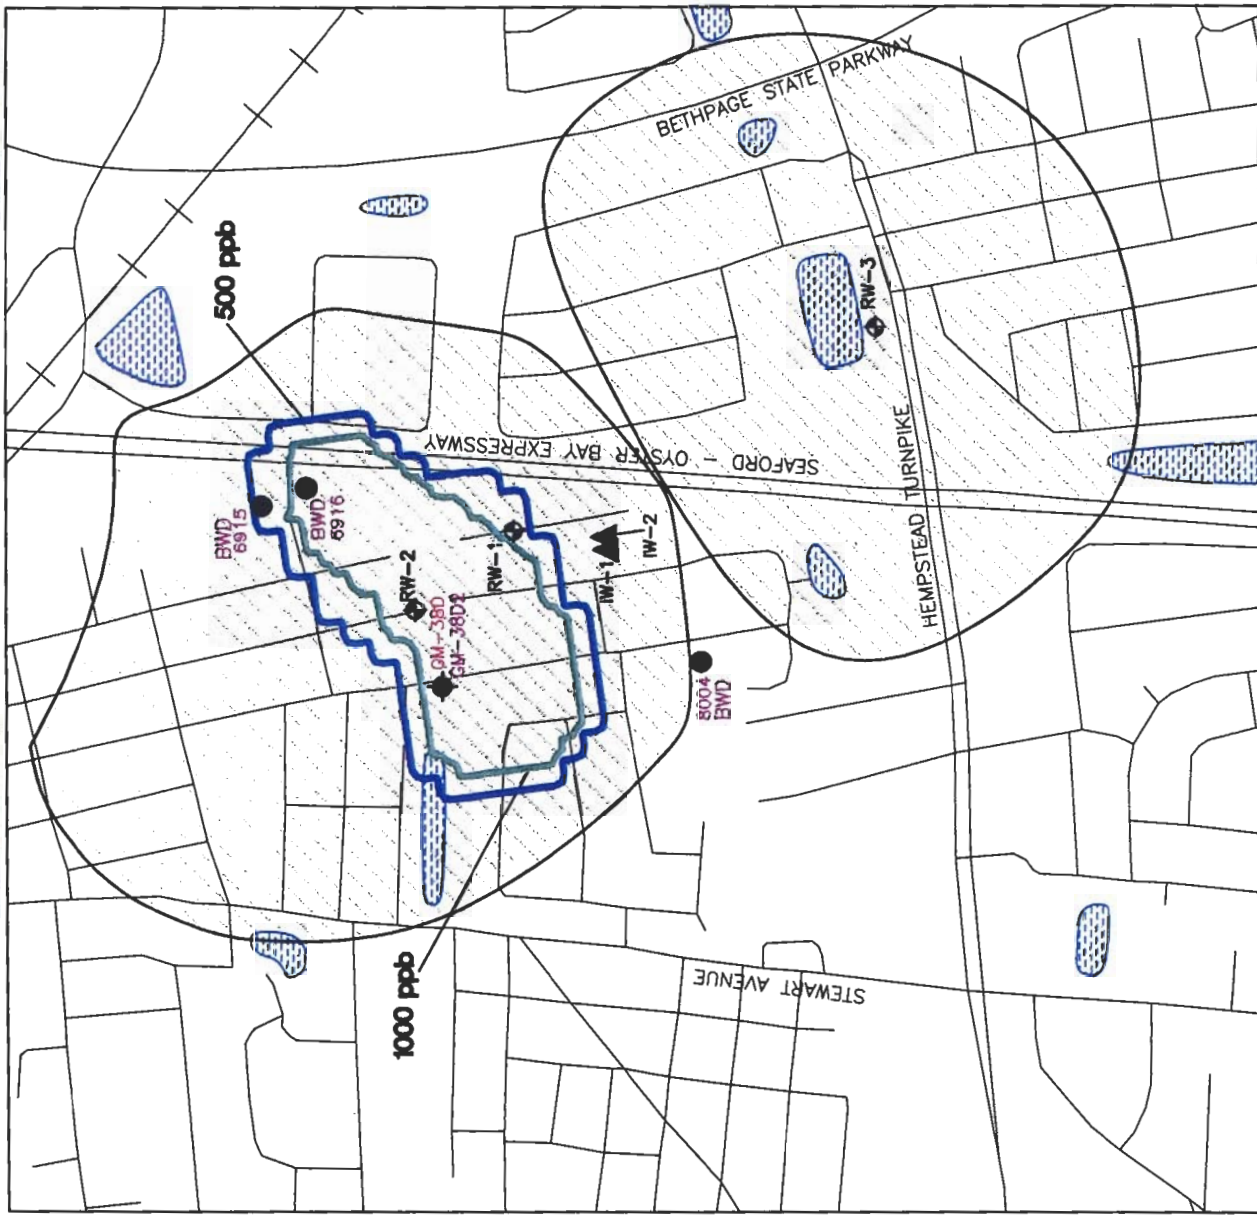 BETHPAGE STATE PARKWAY
500 ppb
SEAFORD - OYSTER BAY EXPRESSWAY
RW-3
HEMPSTEAD TURNPIKE
BWD
6915
BWD
6916
RW-2
RW-1
GM-38D
GM-38D2
IW-1
IW-2
8004
BWD
1000 ppb
STEWART AVENUE